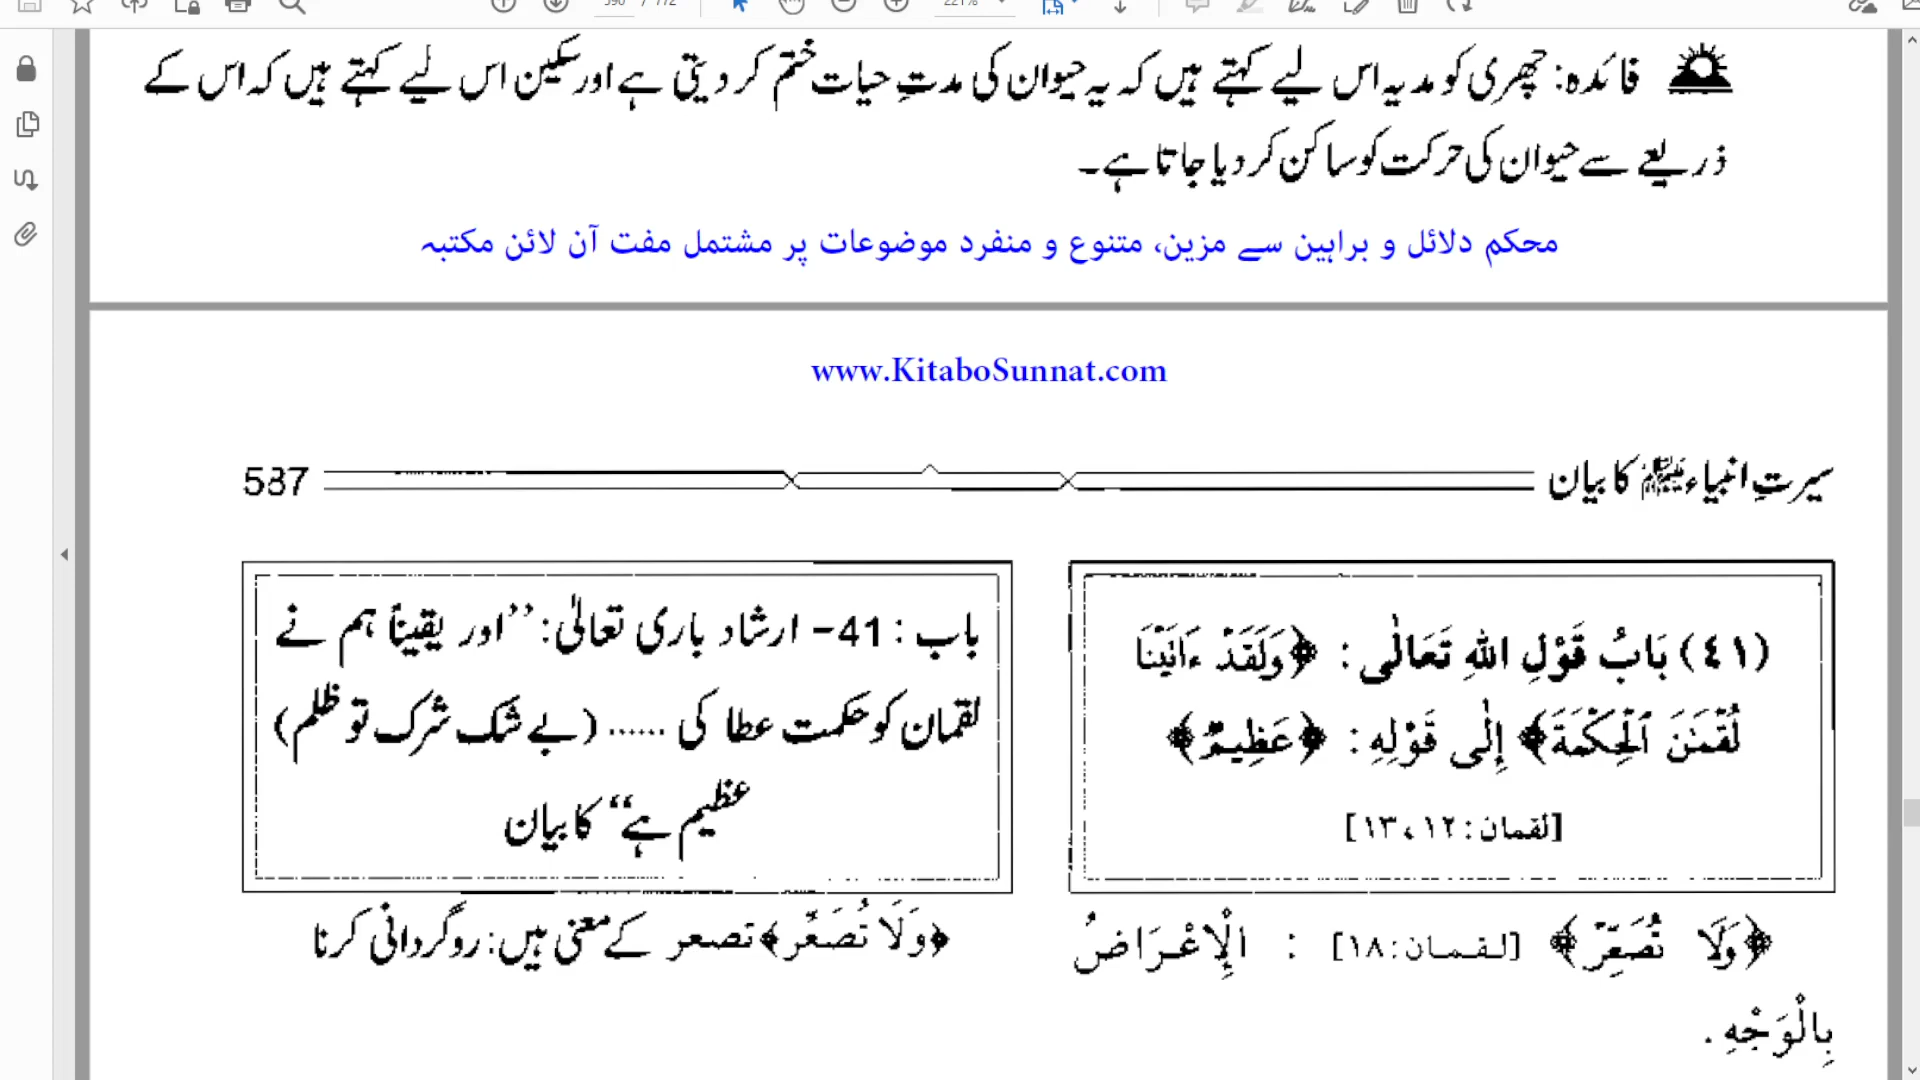 فائدہ: چھری کو مدیہ اس لیے کہتے ہیں کہ یہ حیوان کی مدتِ حیات ختم کر دیتی ہے اور سکین اس لیے کہتے ہیں کہ اس کے
ذریعے سے حیوان کی حرکت کو ساکن کر دیا جاتا ہے۔
محکم دلائل و براہین سے مزین، متنوع و منفرد موضوعات پر مشتمل مفت آن لائن مکتبہ
www.KitaboSunnat.com
سیرتِ انبیاء ﷺ کا بیان 587
(٤١) بَابُ قَوْلِ اللهِ تَعَالٰى: ﴿وَلَقَدْ ءَاتَيْنَا
لُقْمَـٰنَ ٱلْحِكْمَةَ﴾ إِلٰى قَوْلِهِ: ﴿عَظِيمٌ﴾
[لقمان: ١٢، ١٣]
باب: 41- ارشاد باری تعالیٰ: ’’اور یقیناً ہم نے
لقمان کو حکمت عطا کی ...... (بے شک شرک تو ظلم)
عظیم ہے‘‘ کا بیان
﴿وَلَا تُصَعِّرْ﴾ [لقمان: ١٨] : اَلْإِعْرَاضُ
بِالْوَجْهِ.
﴿وَلَا تُصَعِّر﴾ تصعر کے معنی ہیں: روگردانی کرنا